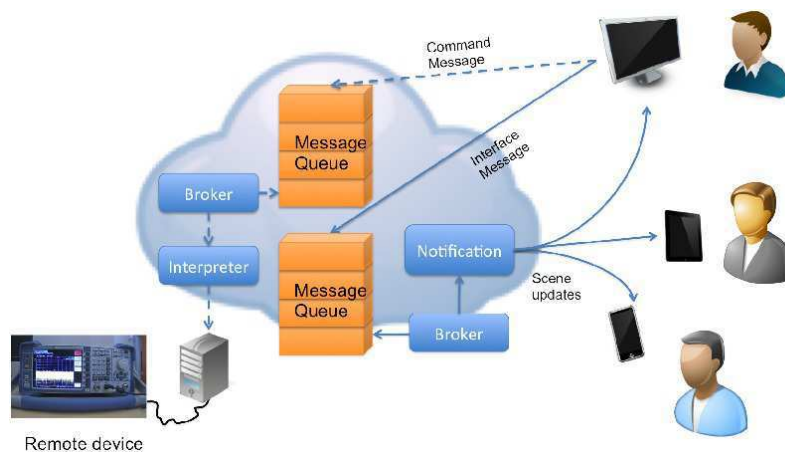 Command
Message
Message
Queue
Interface
Message
Broker
Interpreter
Notification
Message
Queue
Scene
updates
Broker
Remote device